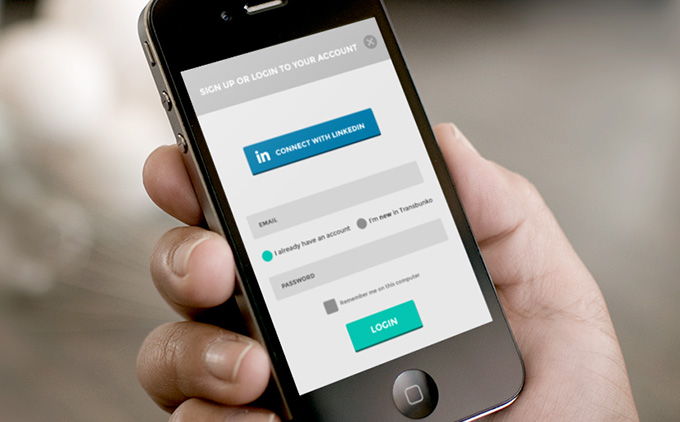 SIGN UP OR LOGIN TO YOUR ACCOUNT
in CONNECT WITH LINKEDIN
EMAIL
I already have an account I'm new in Transbunko
PASSWORD
Remember me on this computer
LOGIN